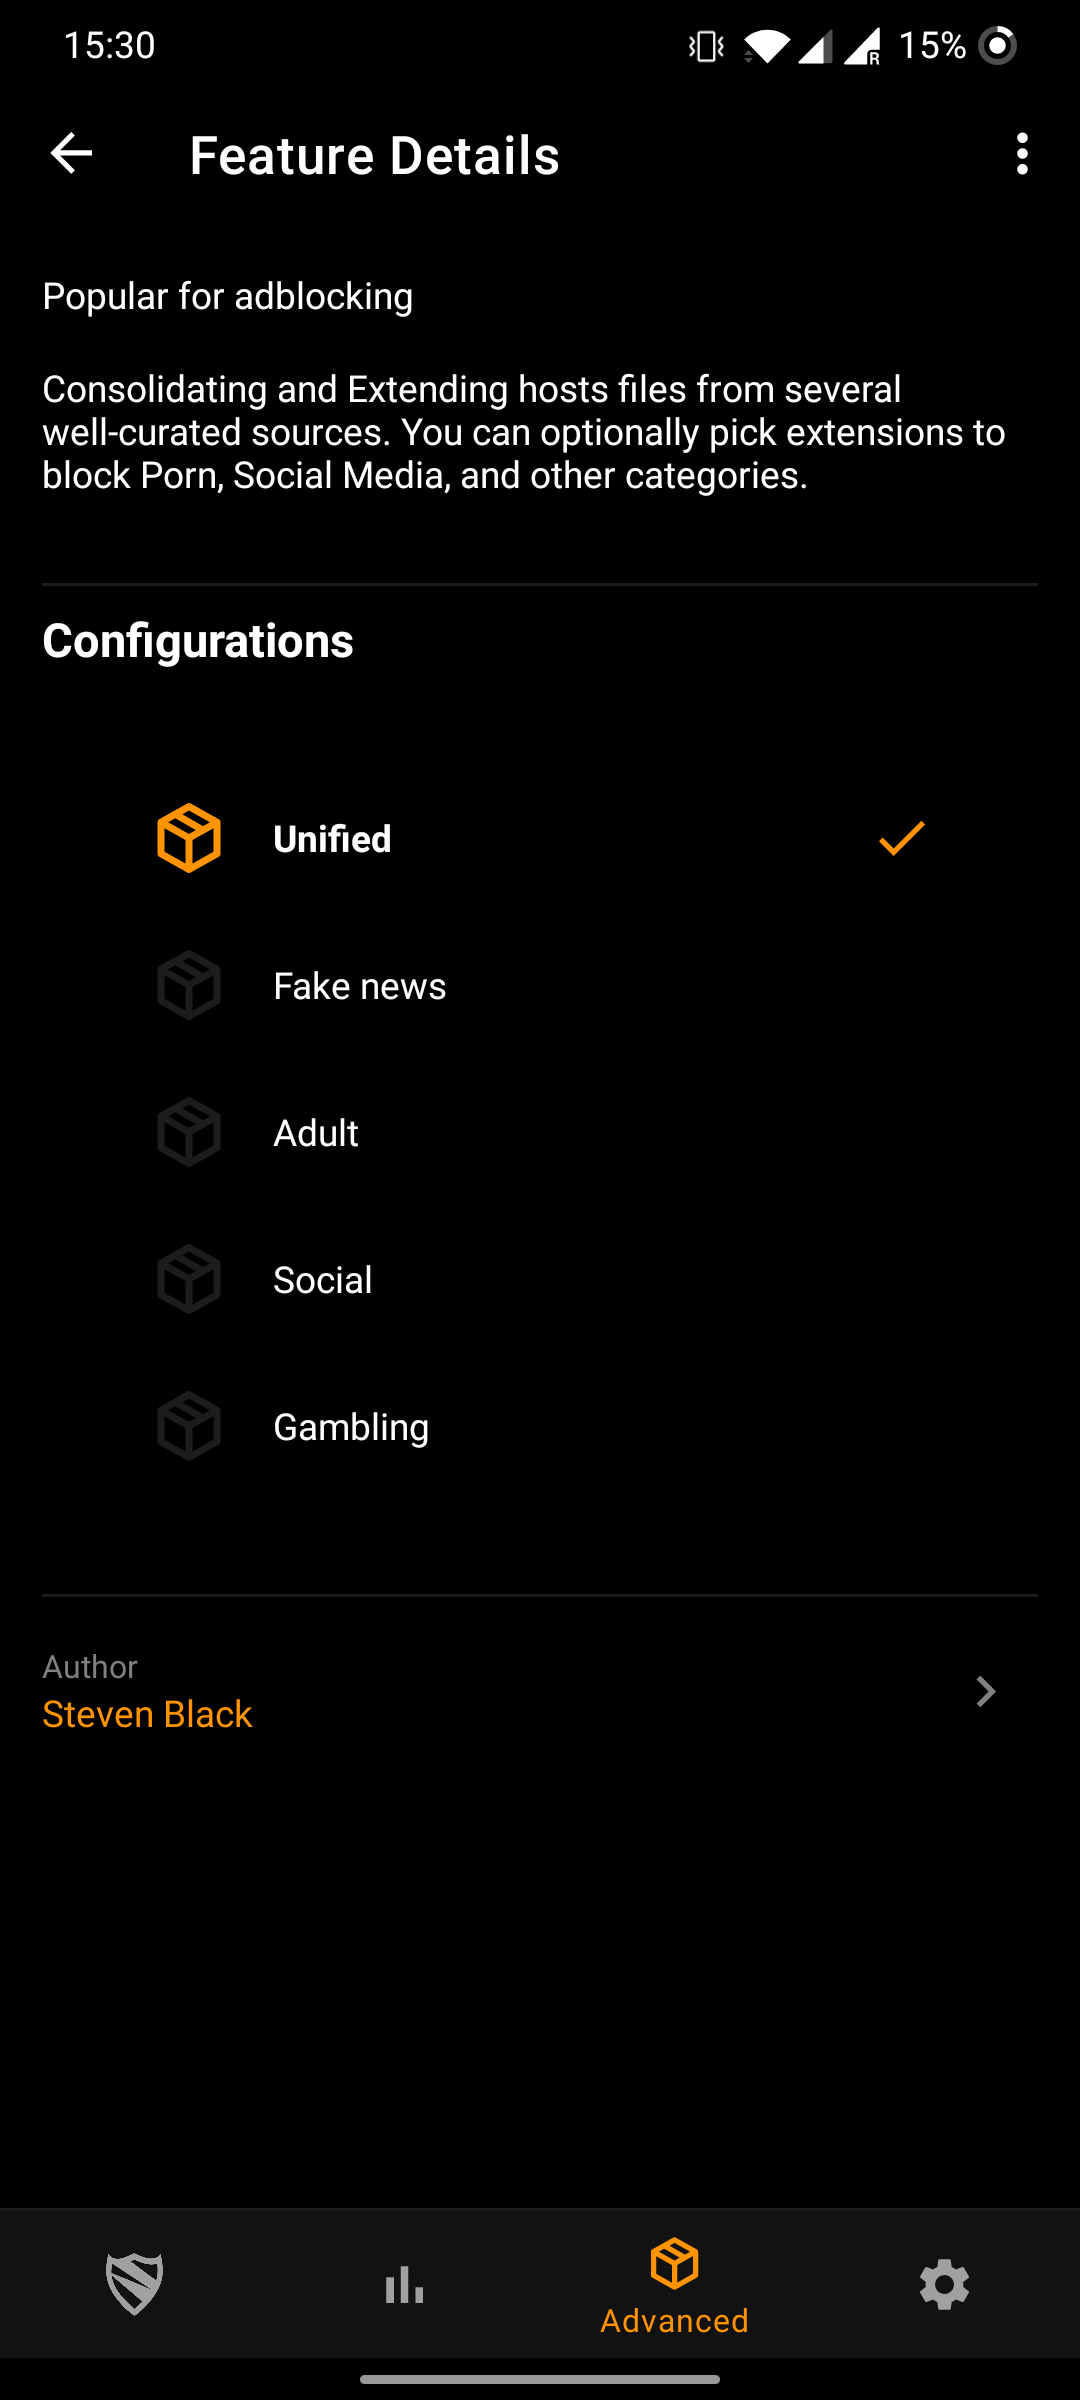 15:30
R
15%
Feature Details
Popular for adblocking
Consolidating and Extending hosts files from several
well-curated sources. You can optionally pick extensions to
block Porn, Social Media, and other categories.
Configurations
Unified
Fake news
Adult
Social
Gambling
Author
Steven Black
Advanced